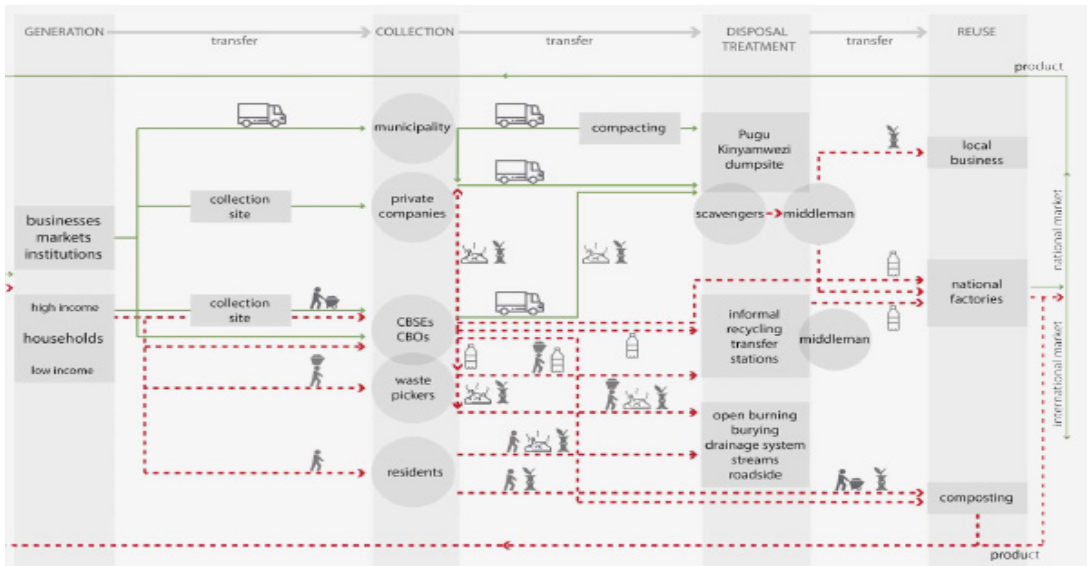 GENERATION
transfer
COLLECTION
transfer
DISPOSAL
TREATMENT
transfer
REUSE
product
municipality
compacting
Pugu
Kinyamwezi
dumpsite
local
business
collection
site
private
companies
scavengers
middleman
national market
businesses
markets
institutions
high income
households
low income
collection
site
CBSEs
CBOs
informal
recycling
transfer
stations
middleman
national
factories
international market
waste
pickers
open burning
burying
drainage system
streams
roadside
residents
composting
product